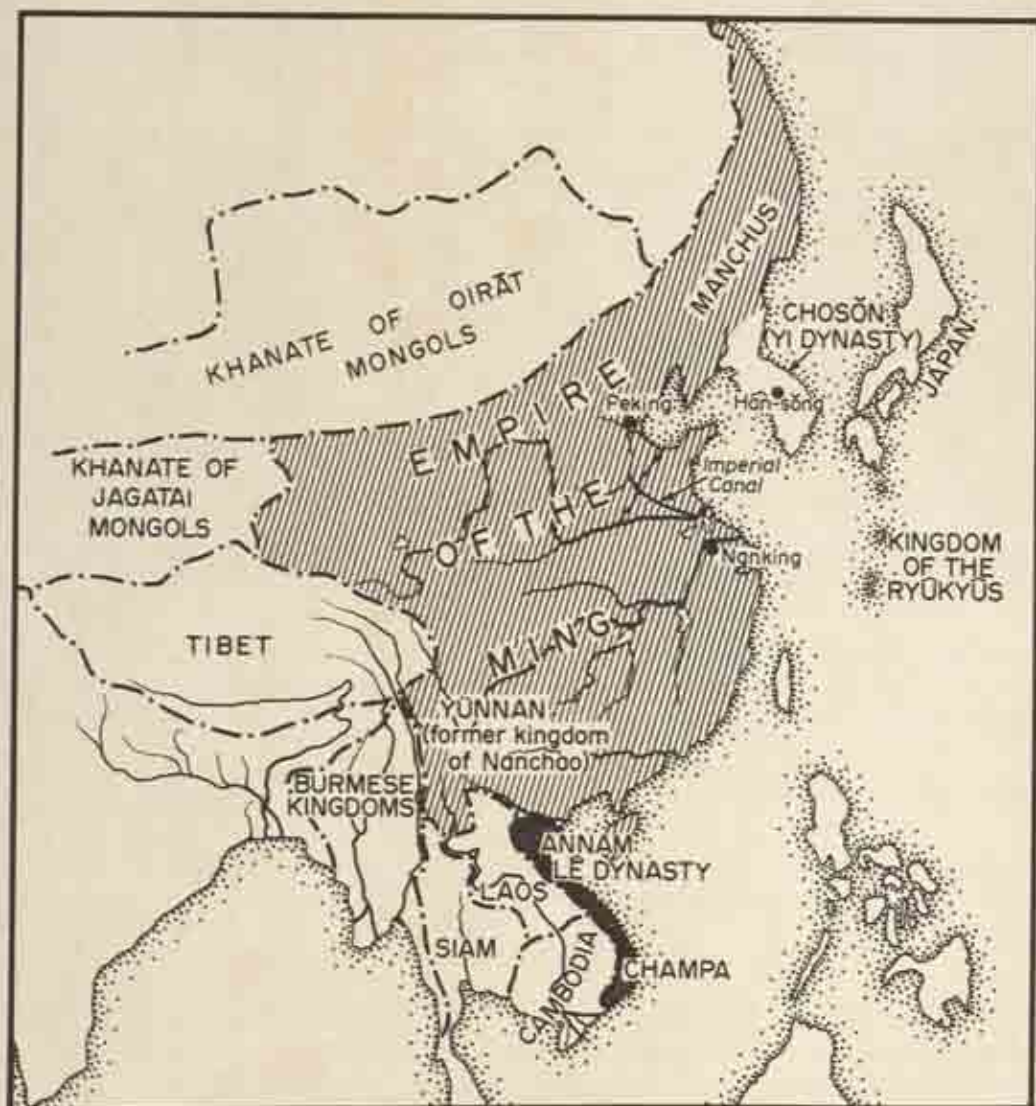 MANCHUS
KHANATE OF OIRĀT
MONGOLS
CHOSŎN
(YI DYNASTY)
JAPAN
Han-sŏng
EMPIRE
Peking
KHANATE OF
JAGATAI
MONGOLS
Imperial
Canal
OF THE
Nanking
KINGDOM
OF THE
RYŪKYŪS
TIBET
MING
YÜNNAN
(former kingdom
of Nanchao)
BURMESE
KINGDOMS
ANNAM
LÊ DYNASTY
LAOS
SIAM
CAMBODIA
CHAMPA